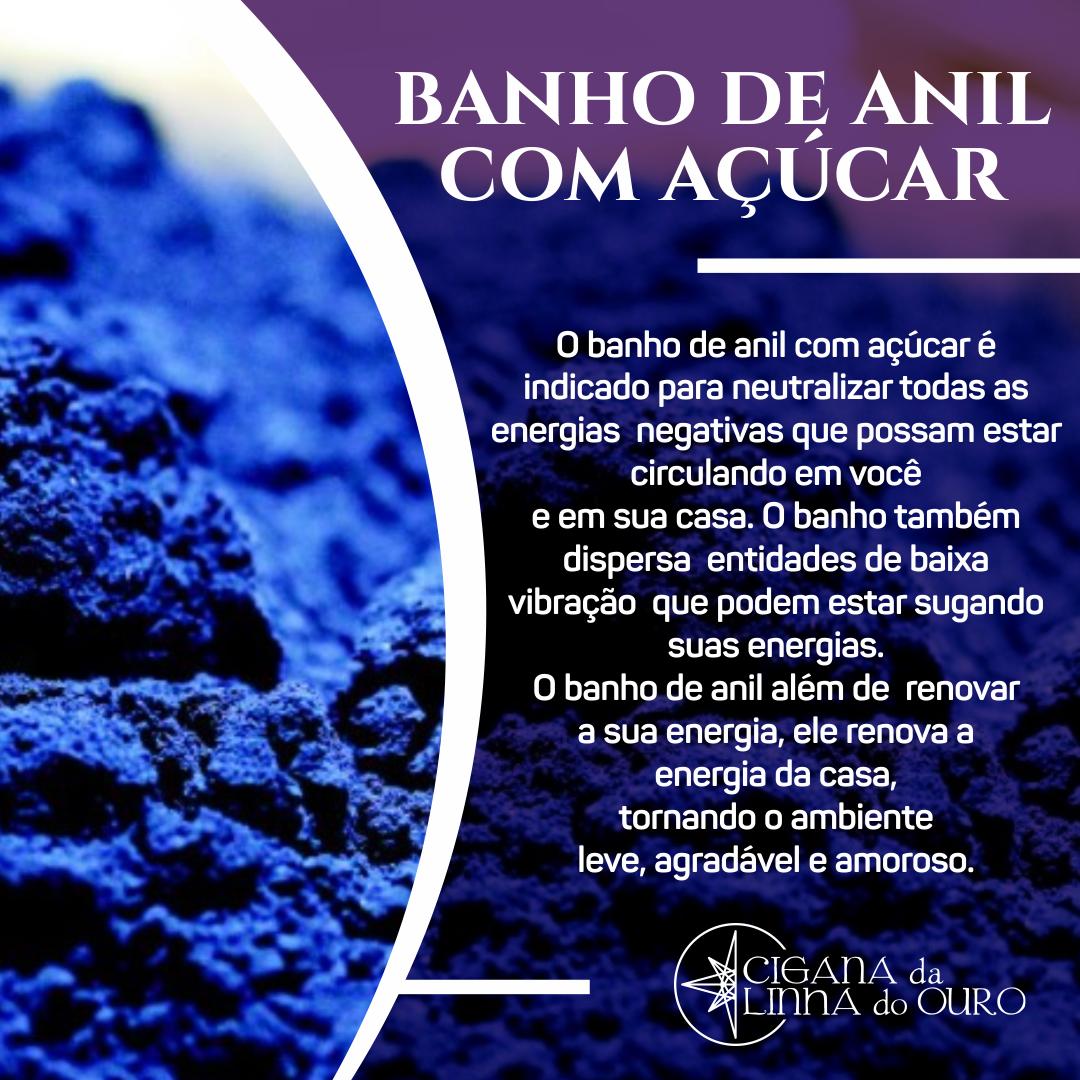 BANHO DE ANIL
COM AÇÚCAR
O banho de anil com açúcar é
indicado para neutralizar todas as
energias negativas que possam estar
circulando em você
e em sua casa. O banho também
dispersa entidades de baixa
vibração que podem estar sugando
suas energias.
O banho de anil além de renovar
a sua energia, ele renova a
energia da casa,
tornando o ambiente
leve, agradável e amoroso.
CIGANA da
LINHA do OURO